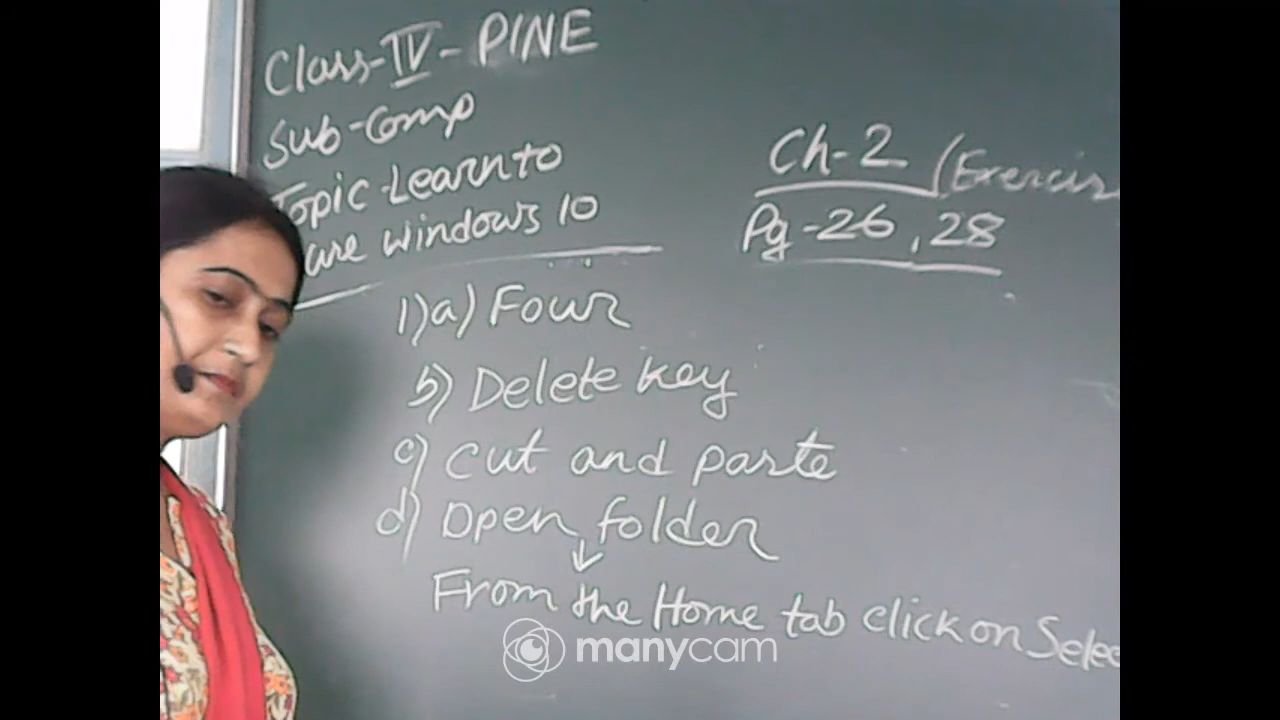 Class-IV-PINE
Sub-Comp
Topic-Learn to
use windows 10
Ch-2 (Exercis
Pg-26, 28
1) a) Four
b) Delete key
c) cut and paste
d) Open folder
↓
From the Home tab click on Selec
manycam